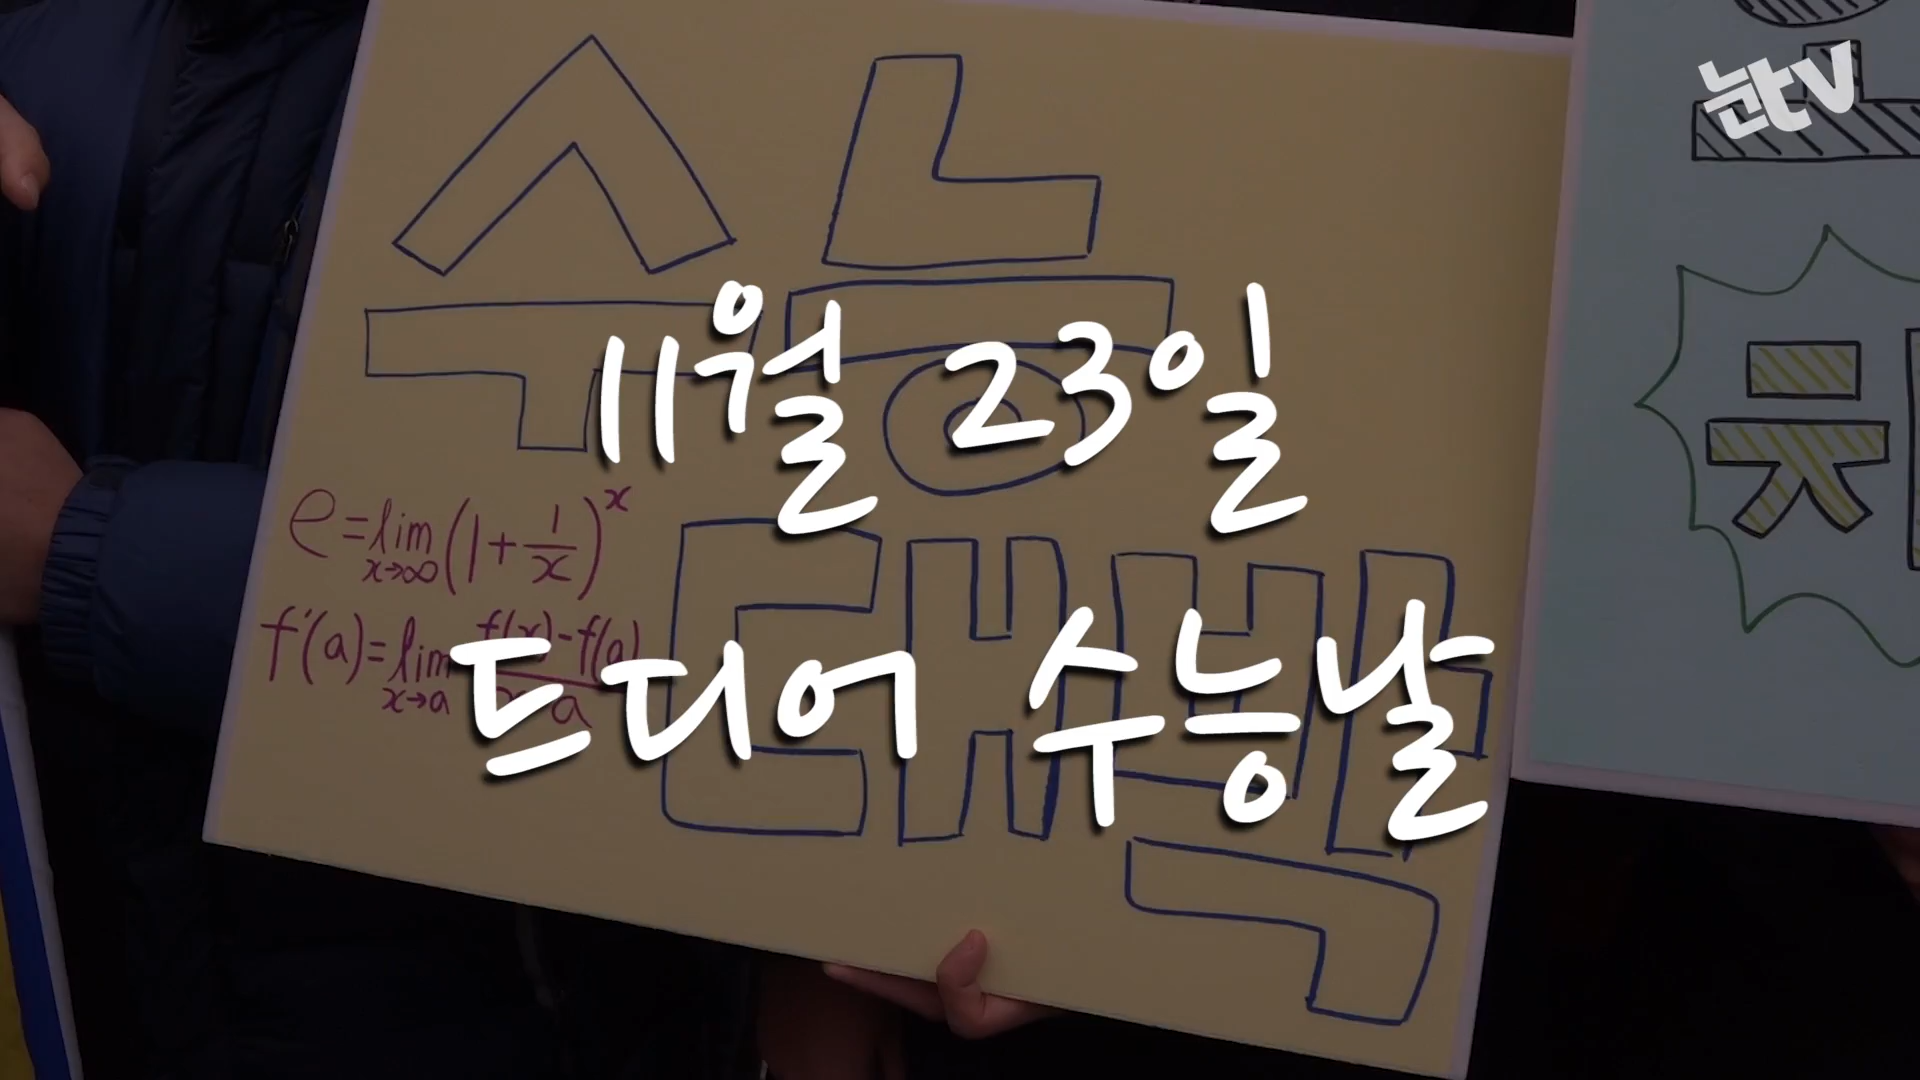 눈tv
수능
11월 23일
e = lim x→∞ (1 + 1/x)^x
f'(a) = lim x→a f(x) - f(a) / x - a
대박
드디어 수능날